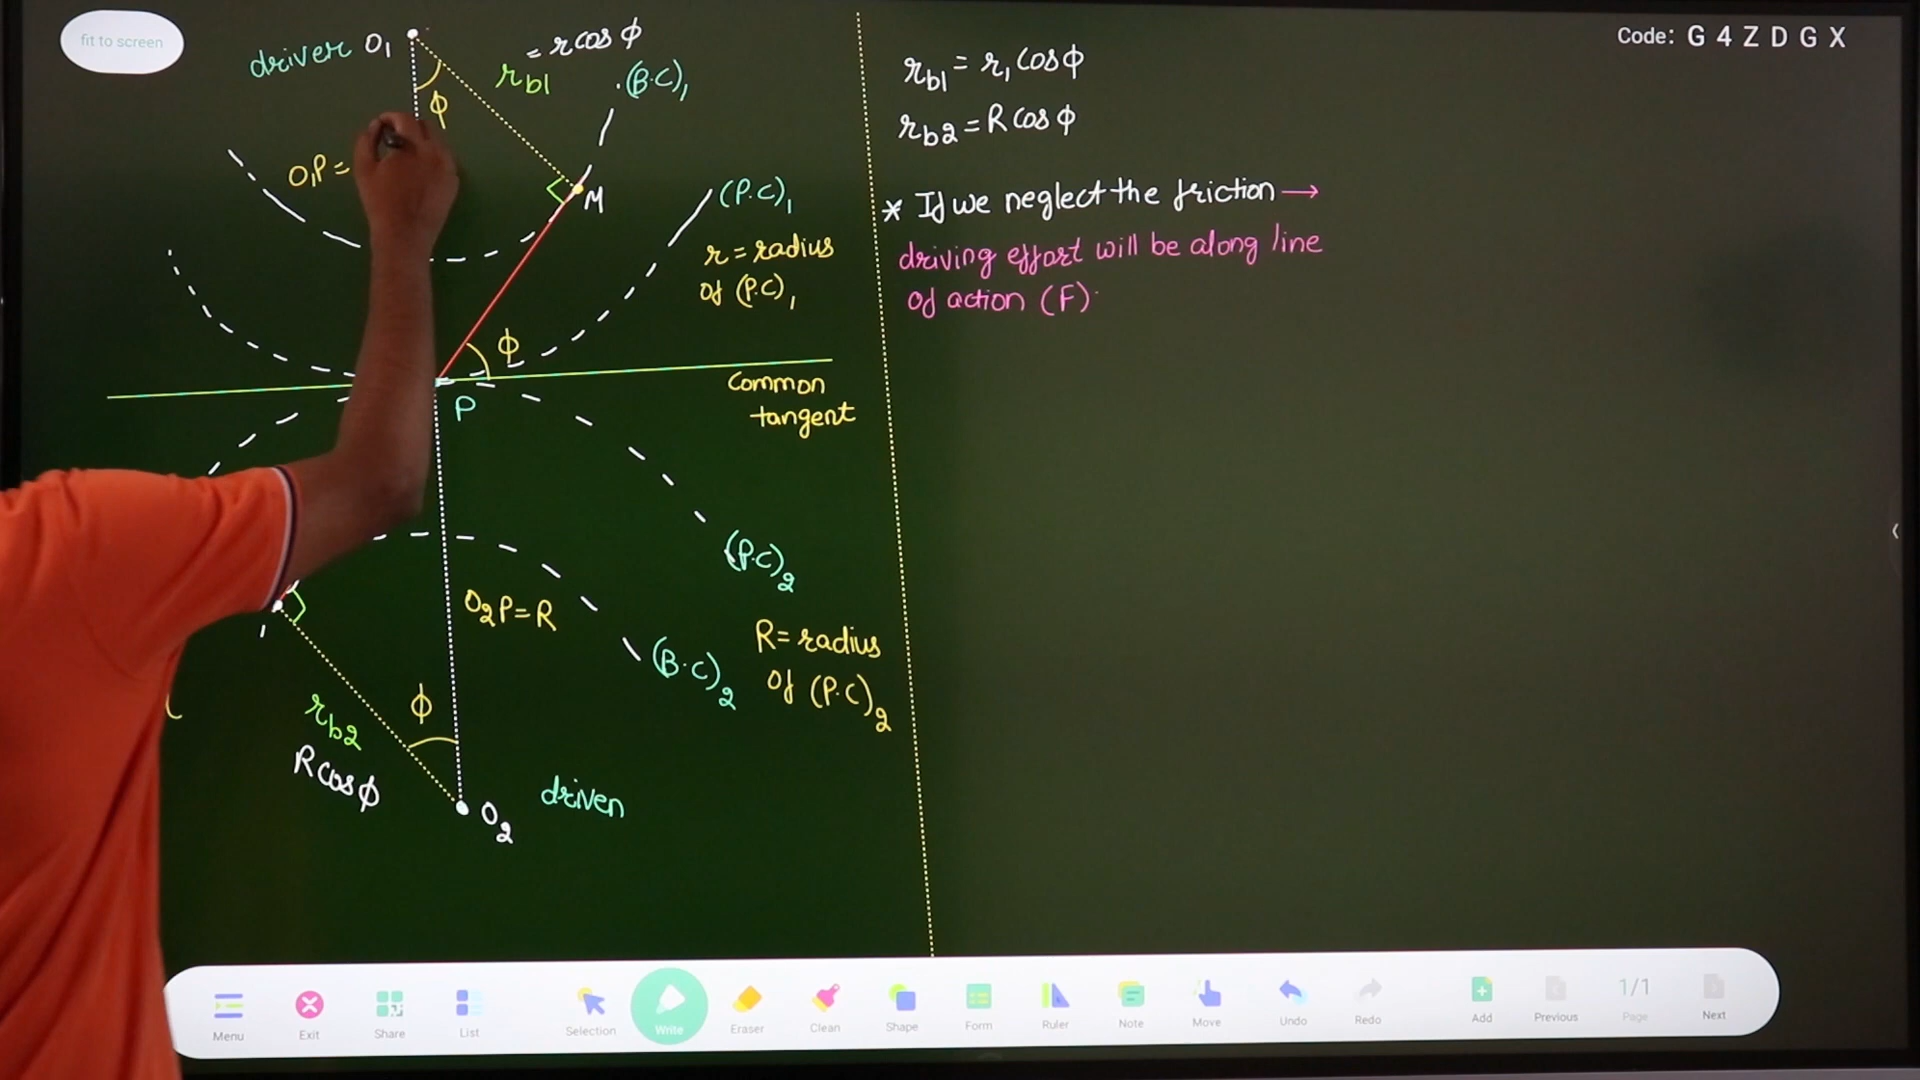 fit to screen
Code: G 4 Z D G X
driver O₁
= r cos ϕ
r_b1
(B.C)₁
ϕ
O₁P =
M
(P.C)₁
r = radius
of (P.C)₁
ϕ
P
Common
tangent
(P.C)₂
O₂P = R
R = radius
of (P.C)₂
(B.C)₂
ϕ
r_b2
R cos ϕ
O₂
driven
r_b1 = r₁ cos ϕ
r_b2 = R cos ϕ
* If we neglect the friction →
driving effort will be along line
of action (F)
Menu
Exit
Share
List
Selection
Write
Eraser
Clean
Shape
Form
Ruler
Note
Move
Undo
Redo
Add
Previous
1/1
Page
Next